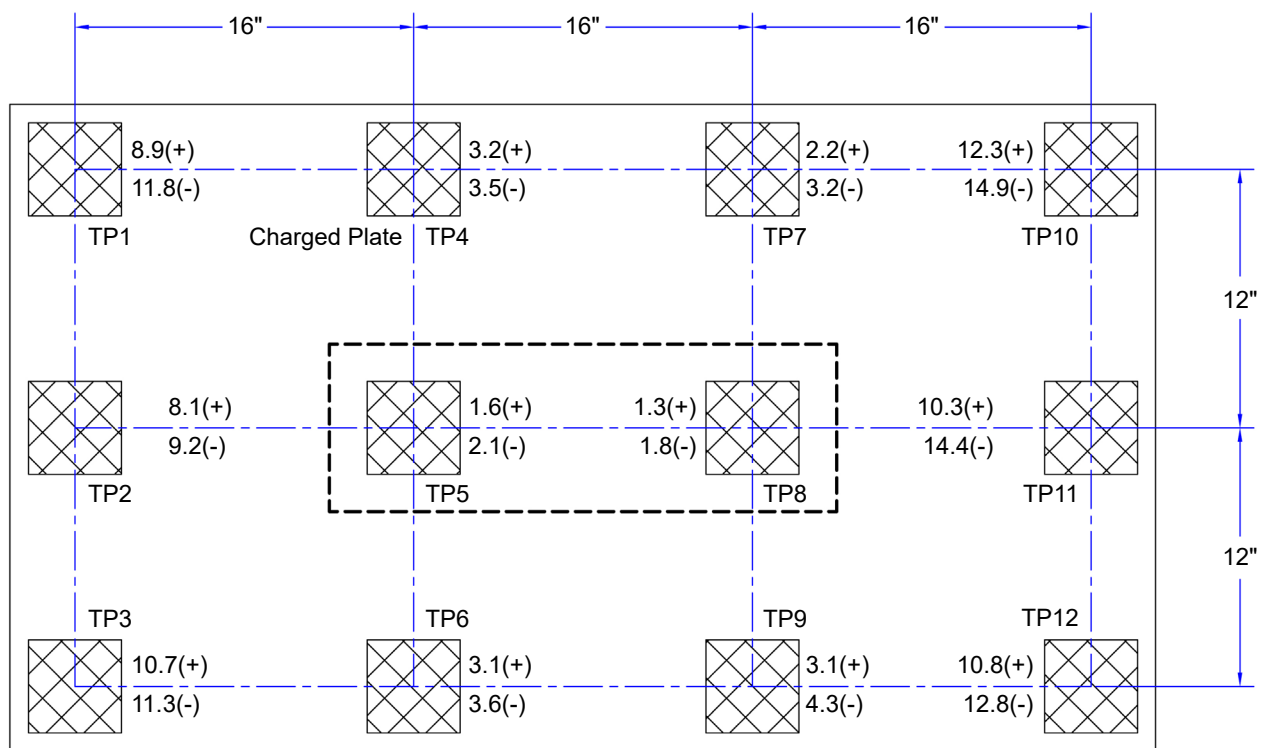 16" 16" 16"
8.9(+) 3.2(+) 2.2(+) 12.3(+)
11.8(-) 3.5(-) 3.2(-) 14.9(-)
TP1 Charged Plate TP4 TP7 TP10
12"
8.1(+) 1.6(+) 1.3(+) 10.3(+)
9.2(-) 2.1(-) 1.8(-) 14.4(-)
TP2 TP5 TP8 TP11
12"
TP3 TP6 TP9 TP12
10.7(+) 3.1(+) 3.1(+) 10.8(+)
11.3(-) 3.6(-) 4.3(-) 12.8(-)